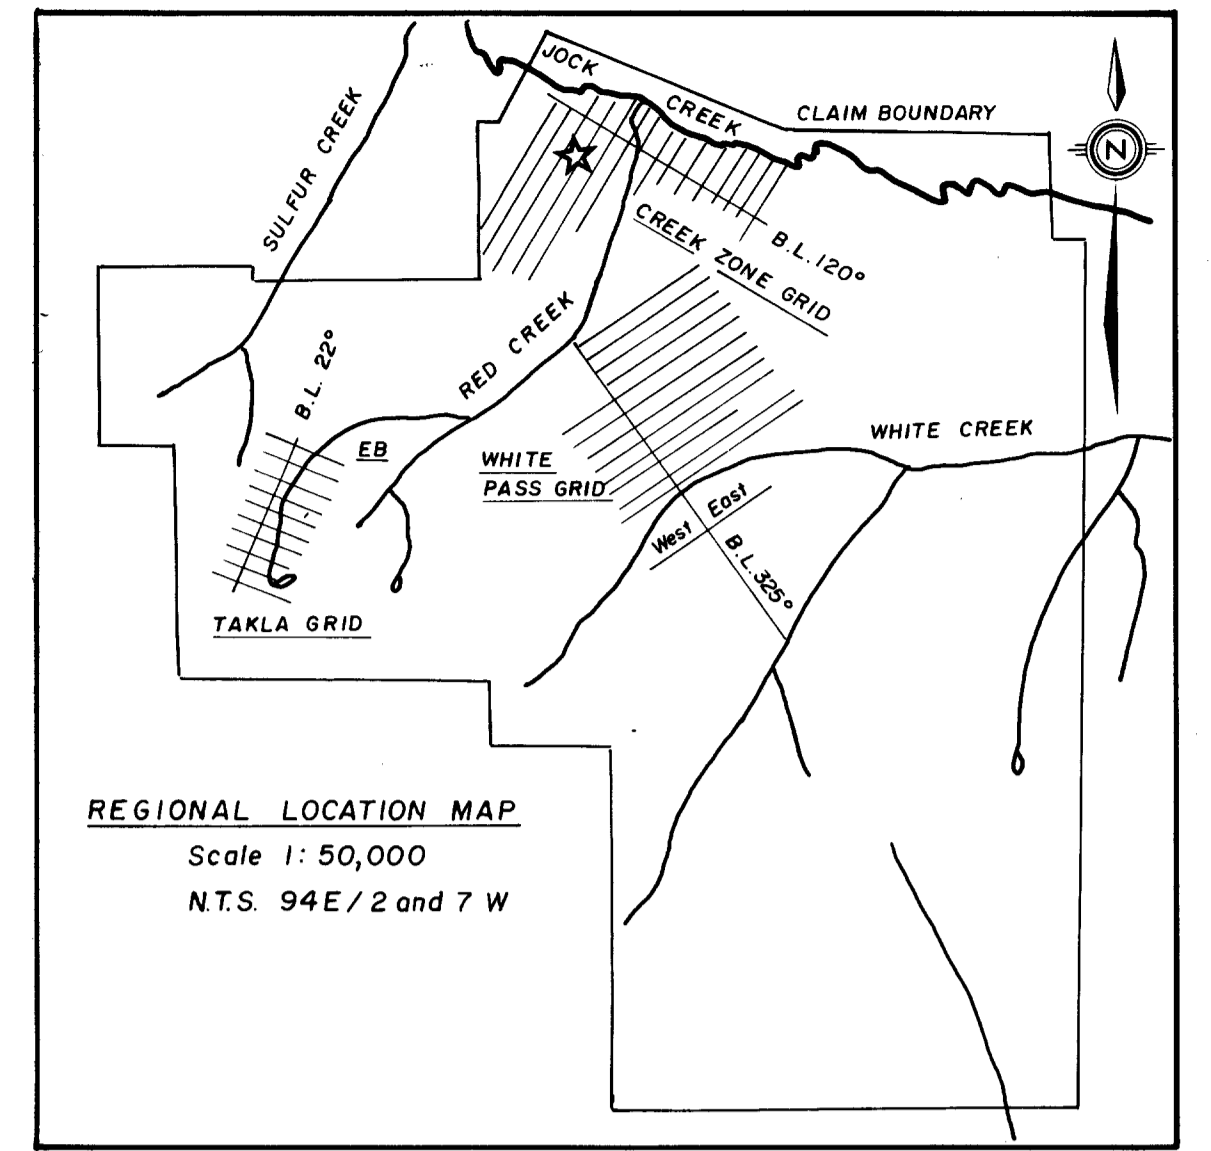 JOCK
CREEK
CLAIM BOUNDARY
N
SULFUR CREEK
CREEK ZONE GRID
B.L. 120°
RED CREEK
B.L. 22°
EB
WHITE
PASS GRID
WHITE CREEK
West East
B.L. 325°
TAKLA GRID
REGIONAL LOCATION MAP
Scale 1: 50,000
N.T.S. 94E/2 and 7 W